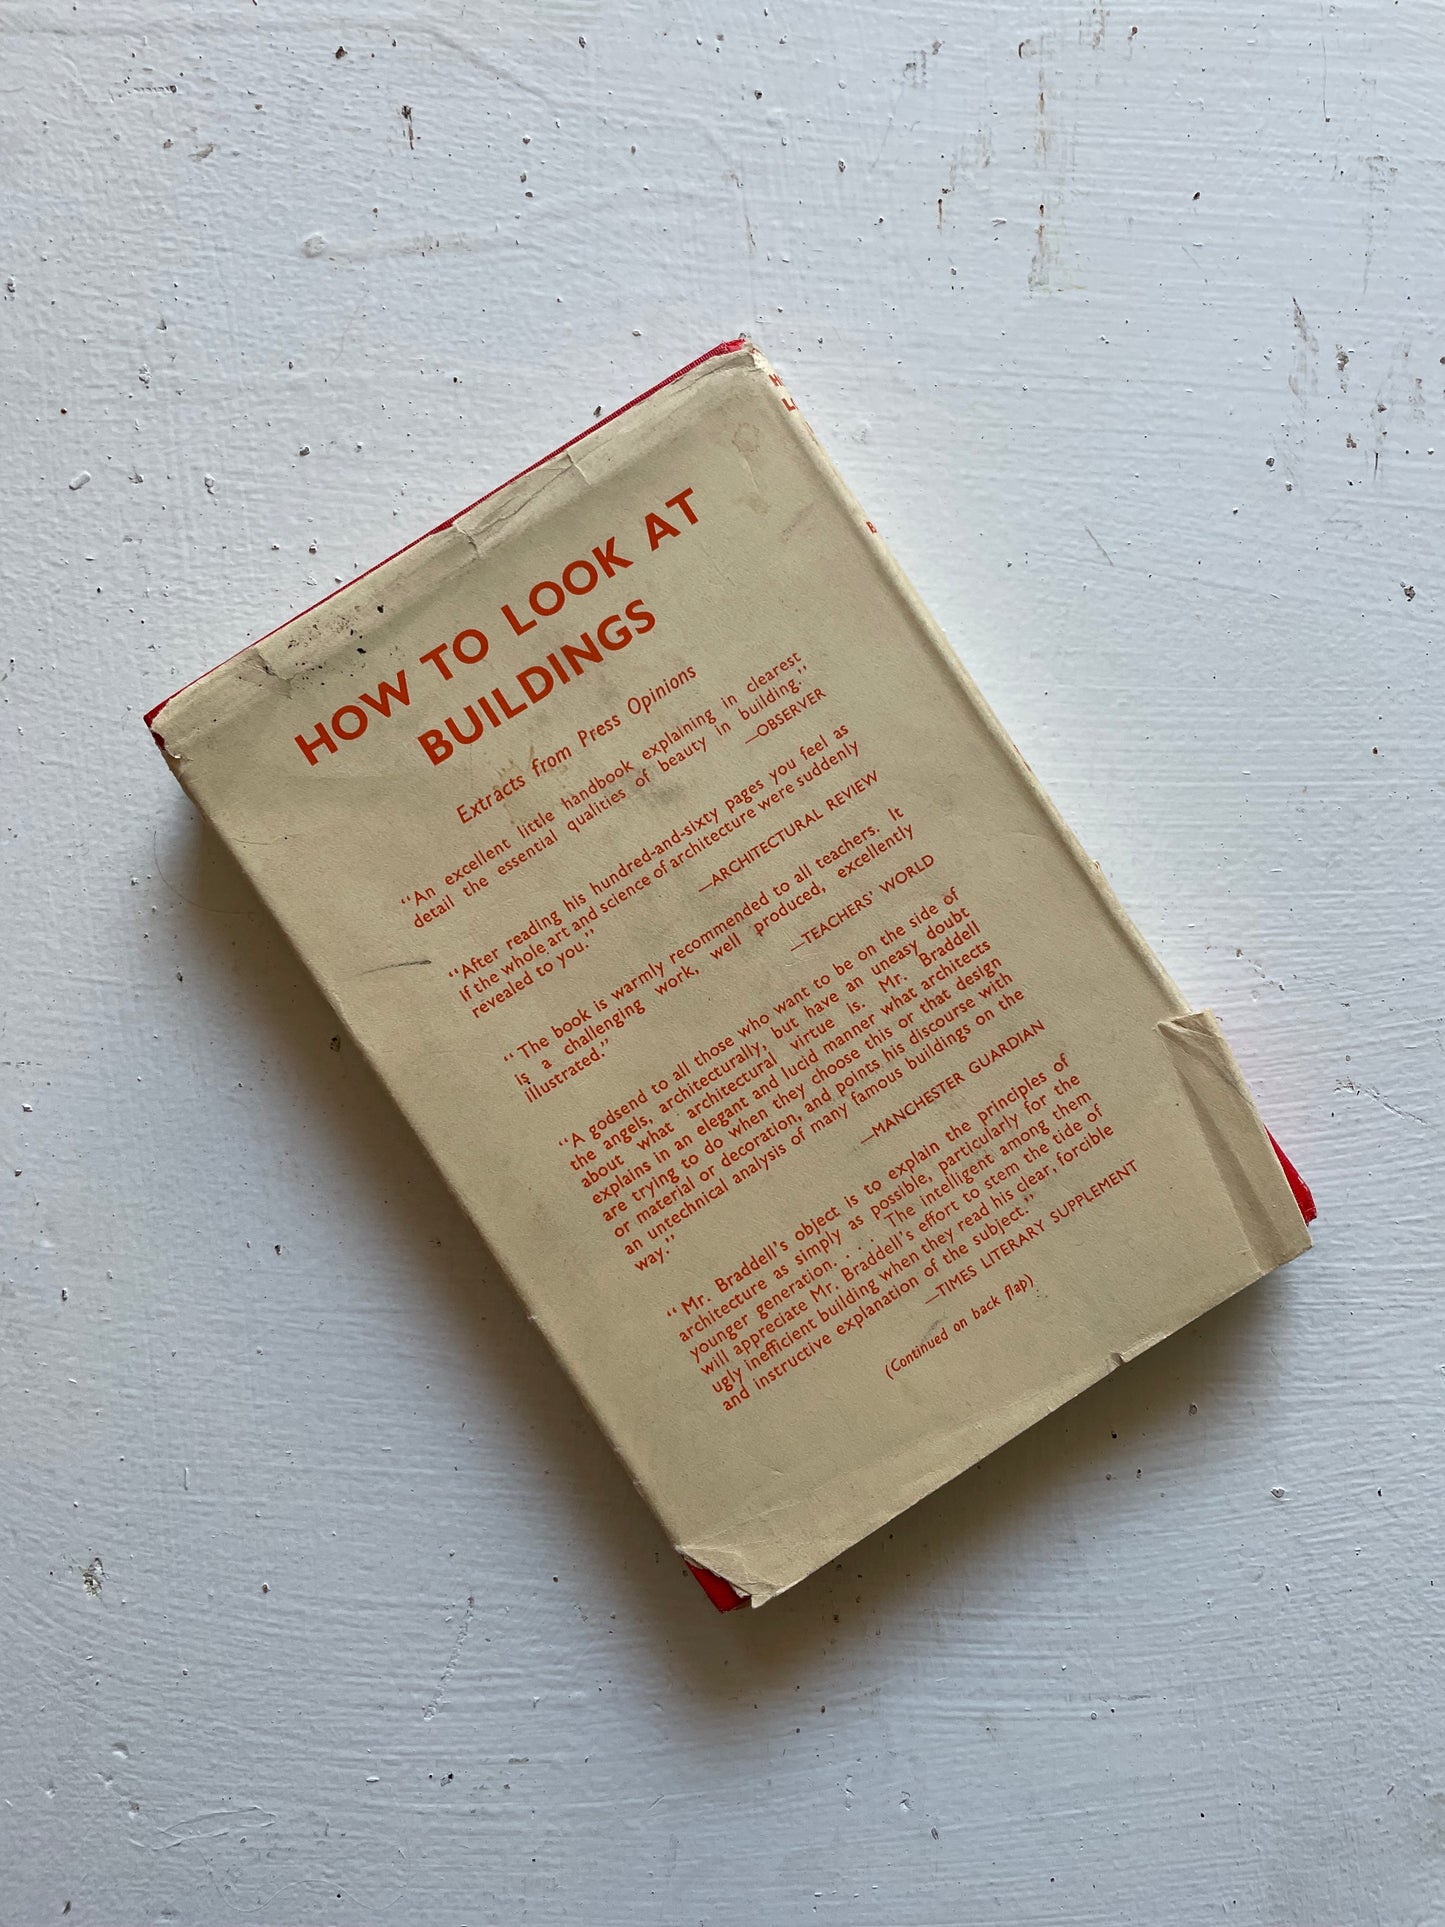 HOW TO LOOK AT
BUILDINGS
Extracts from Press Opinions
“An excellent little handbook explaining in clearest
detail the essential qualities of beauty in building.”
—OBSERVER
“After reading his hundred-and-sixty pages you feel as
if the whole art and science of architecture were suddenly
revealed to you.”
—ARCHITECTURAL REVIEW
“The book is warmly recommended to all teachers. It
is a challenging work, well produced, excellently
illustrated.”
—TEACHERS’ WORLD
“A godsend to all those who want to be on the side of
the angels, architecturally, but have an uneasy doubt
about what architectural virtue is. Mr. Braddell
explains in an elegant and lucid manner what architects
are trying to do when they choose this or that design
or material or decoration, and points his discourse with
an untechnical analysis of many famous buildings on the
way.”
—MANCHESTER GUARDIAN
“Mr. Braddell’s object is to explain the principles of
architecture as simply as possible, particularly for the
younger generation. . . . The intelligent among them
will appreciate Mr. Braddell’s effort to stem the tide of
ugly inefficient building when they read his clear, forcible
and instructive explanation of the subject.”
—TIMES LITERARY SUPPLEMENT
(Continued on back flap)